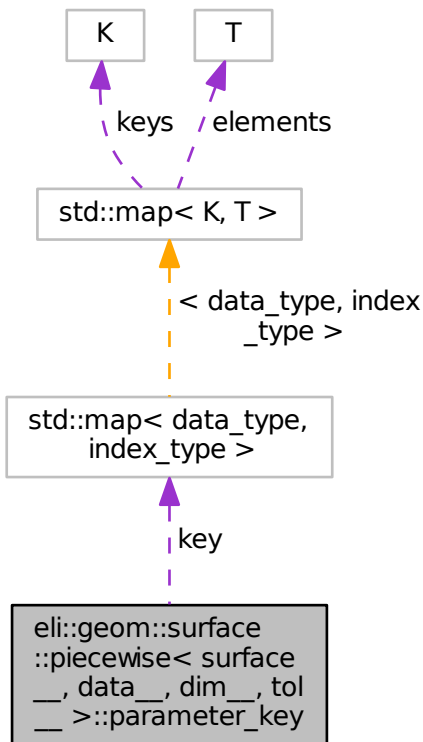 K
T
keys
elements
std::map< K, T >
< data_type, index
_type >
std::map< data_type,
index_type >
key
eli::geom::surface
::piecewise< surface
__, data__, dim__, tol
__ >::parameter_key